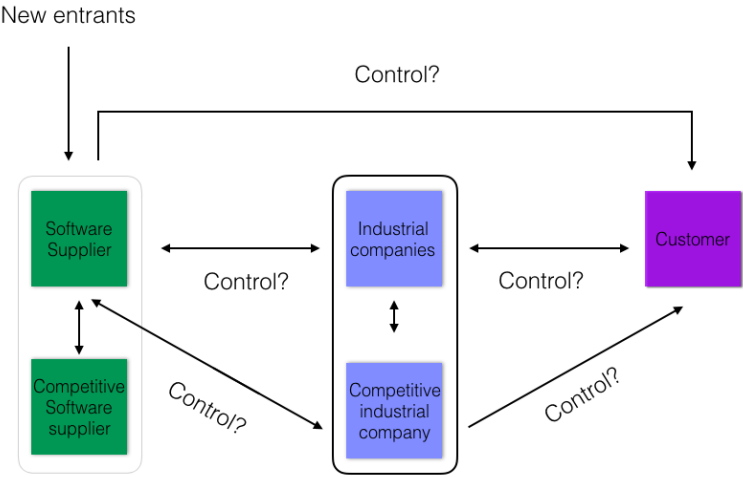 New entrants
Control?
Software
Supplier
Industrial
companies
Customer
Control?
Control?
Competitive
Software
supplier
Control?
Competitive
industrial
company
Control?